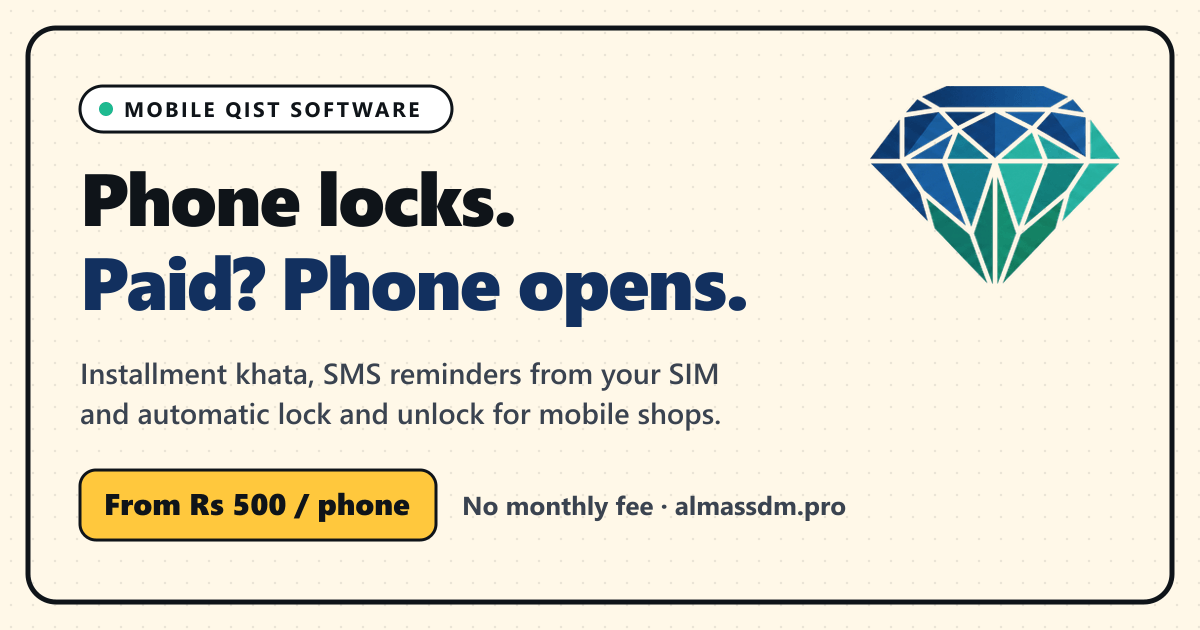 MOBILE QIST SOFTWARE
Phone locks.
Paid? Phone opens.
Installment khata, SMS reminders from your SIM
and automatic lock and unlock for mobile shops.
From Rs 500 / phone
No monthly fee · almassdm.pro